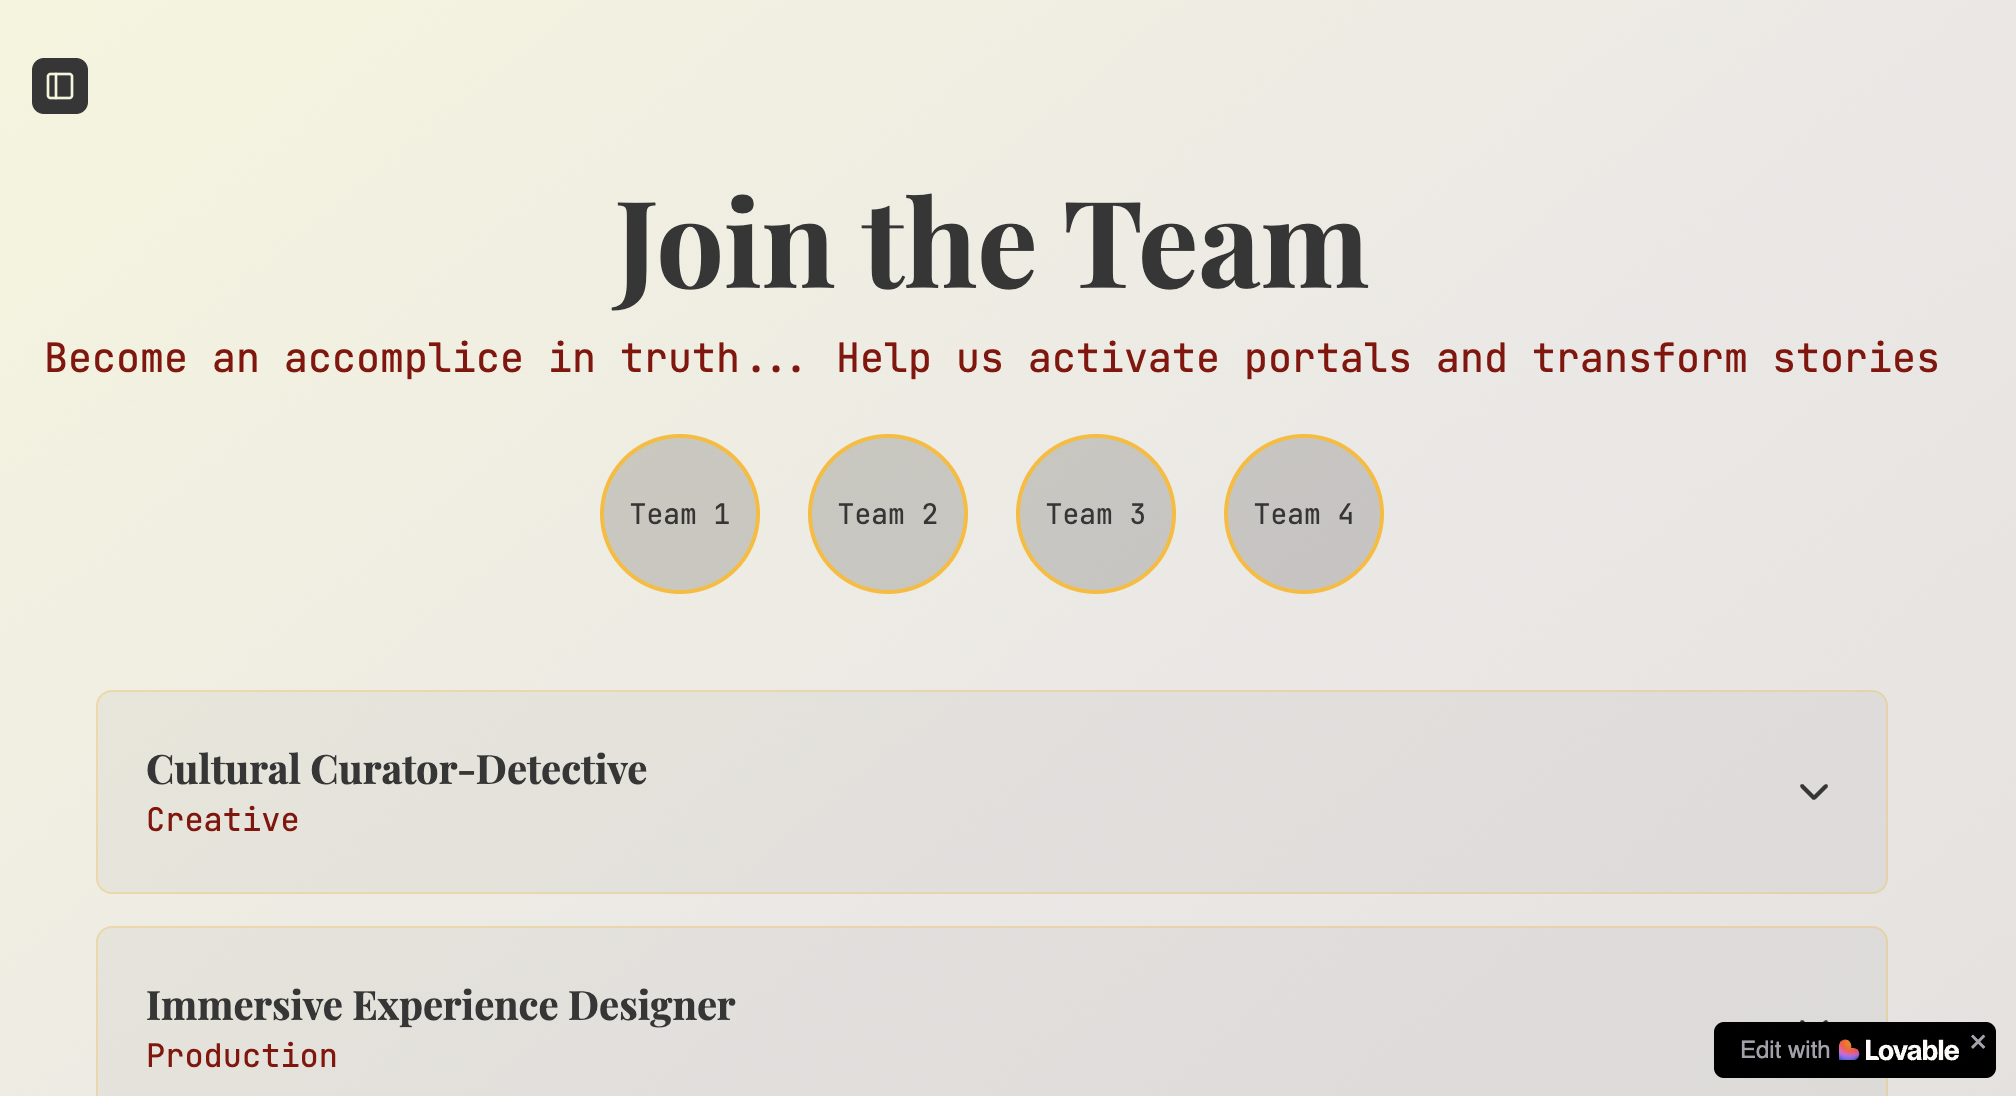 Join the Team
Become an accomplice in truth... Help us activate portals and transform stories
Team 1
Team 2
Team 3
Team 4
Cultural Curator-Detective
Creative
Immersive Experience Designer
Production
Edit with Lovable